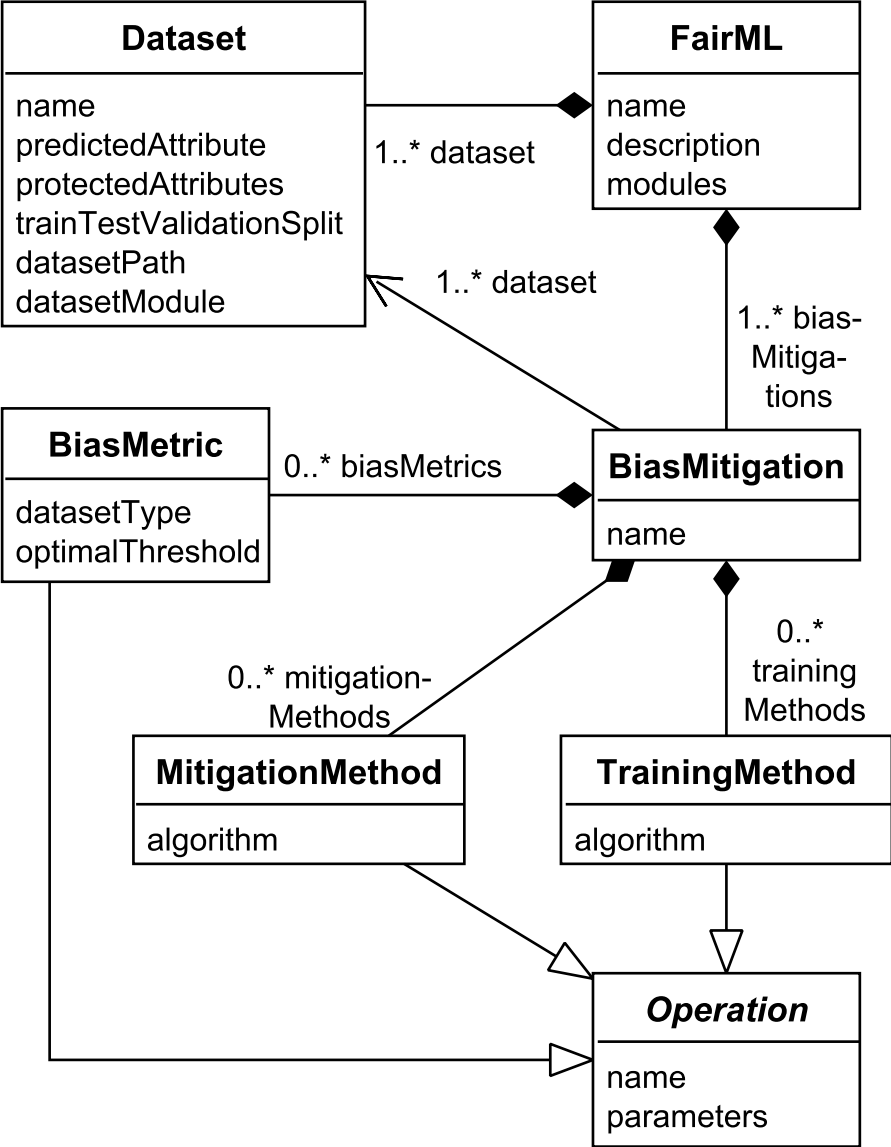 Dataset
name
predictedAttribute
protectedAttributes
trainTestValidationSplit
datasetPath
datasetModule
FairML
name
description
modules
1..* dataset
1..* dataset
1..* bias-
Mitiga-
tions
BiasMetric
datasetType
optimalThreshold
0..* biasMetrics
BiasMitigation
name
0..* mitigation-
Methods
0..*
training
Methods
MitigationMethod
algorithm
TrainingMethod
algorithm
Operation
name
parameters